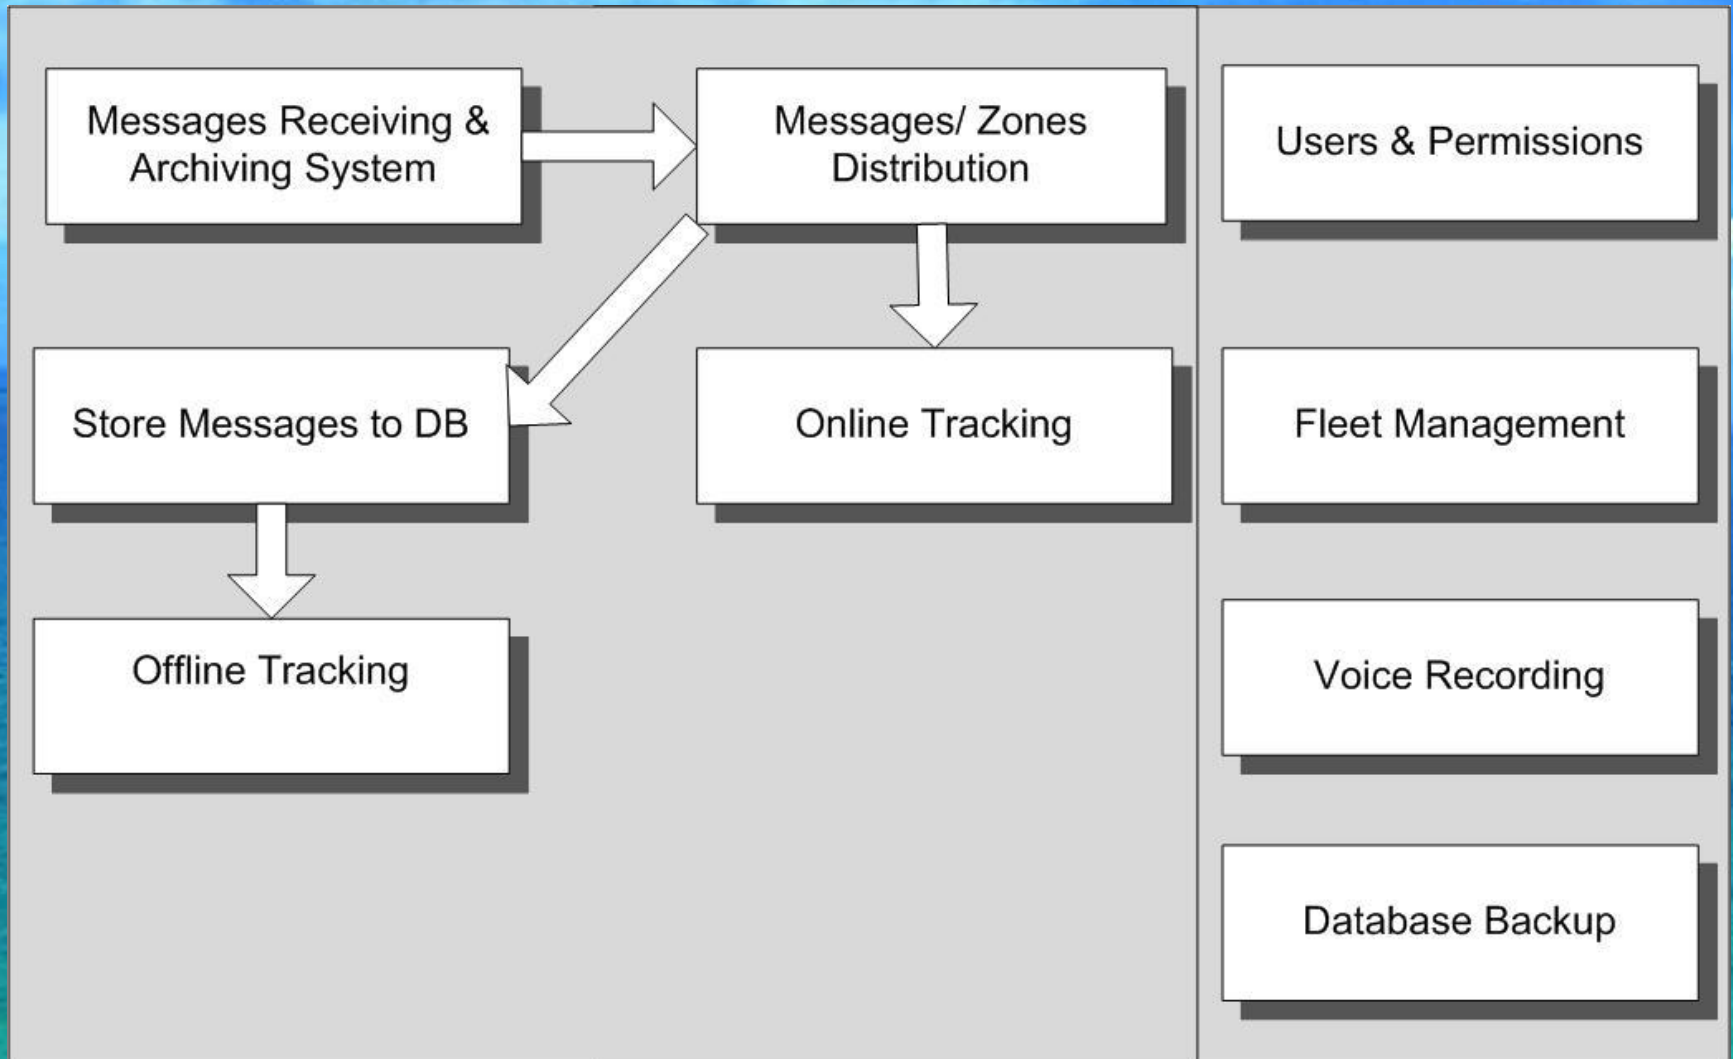 Messages Receiving &
Archiving System
Messages/ Zones
Distribution
Users & Permissions
Store Messages to DB
Online Tracking
Fleet Management
Offline Tracking
Voice Recording
Database Backup